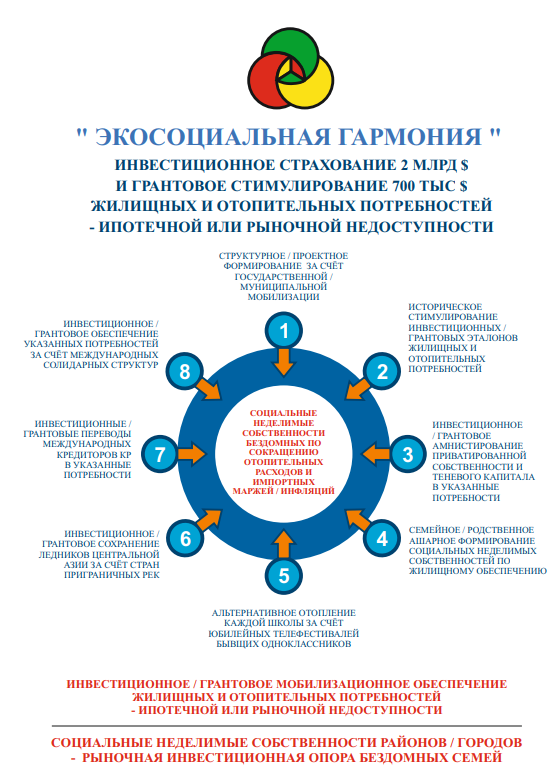 " ЭКОСОЦИАЛЬНАЯ ГАРМОНИЯ "
ИНВЕСТИЦИОННОЕ СТРАХОВАНИЕ 2 МЛРД $
И ГРАНТОВОЕ СТИМУЛИРОВАНИЕ 700 ТЫС $
ЖИЛИЩНЫХ И ОТОПИТЕЛЬНЫХ ПОТРЕБНОСТЕЙ
- ИПОТЕЧНОЙ ИЛИ РЫНОЧНОЙ НЕДОСТУПНОСТИ
СТРУКТУРНОЕ / ПРОЕКТНОЕ
ФОРМИРОВАНИЕ ЗА СЧЁТ
ГОСУДАРСТВЕННОЙ /
МУНИЦИПАЛЬНОЙ
МОБИЛИЗАЦИИ
1
ИСТОРИЧЕСКОЕ
СТИМУЛИРОВАНИЕ
ИНВЕСТИЦИОННЫХ /
ГРАНТОВЫХ ЭТАЛОНОВ
ЖИЛИЩНЫХ И
ОТОПИТЕЛЬНЫХ
ПОТРЕБНОСТЕЙ
2
ИНВЕСТИЦИОННОЕ
/ ГРАНТОВОЕ
АМНИСТИРОВАНИЕ
ПРИВАТИРОВАННОЙ
СОБСТВЕННОСТИ И
ТЕНЕВОГО КАПИТАЛА
В УКАЗАННЫЕ
ПОТРЕБНОСТИ
3
СЕМЕЙНОЕ / РОДСТВЕННОЕ
АШАРНОЕ ФОРМИРОВАНИЕ
СОЦИАЛЬНЫХ НЕДЕЛИМЫХ
СОБСТВЕННОСТЕЙ ПО
ЖИЛИЩНОМУ ОБЕСПЕЧЕНИЮ
4
5
АЛЬТЕРНАТИВНОЕ ОТОПЛЕНИЕ
КАЖДОЙ ШКОЛЫ ЗА СЧЁТ
ЮБИЛЕЙНЫХ ТЕЛЕФЕСТИВАЛЕЙ
БЫВЩИХ ОДНОКЛАССНИКОВ
6
ИНВЕСТИЦИОННОЕ /
ГРАНТОВОЕ СОХРАНЕНИЕ
ЛЕДНИКОВ ЦЕНТРАЛЬНОЙ
АЗИИ ЗА СЧЁТ СТРАН
ПРИГРАНИЧНЫХ РЕК
7
ИНВЕСТИЦИОННЫЕ /
ГРАНТОВЫЕ ПЕРЕВОДЫ
МЕЖДУНАРОДНЫХ
КРЕДИТОРОВ КР
В УКАЗАННЫЕ
ПОТРЕБНОСТИ
8
ИНВЕСТИЦИОННОЕ /
ГРАНТОВОЕ ОБЕСПЕЧЕНИЕ
УКАЗАННЫХ ПОТРЕБНОСТЕЙ
ЗА СЧЁТ МЕЖДУНАРОДНЫХ
СОЛИДАРНЫХ СТРУКТУР
СОЦИАЛЬНЫЕ
НЕДЕЛИМЫЕ
СОБСТВЕННОСТИ
БЕЗДОМНЫХ ПО
СОКРАЩЕНИЮ
ОТОПИТЕЛЬНЫХ
РАСХОДОВ И
ИМПОРТНЫХ
МАРЖЕЙ / ИНФЛЯЦИЙ
ИНВЕСТИЦИОННОЕ / ГРАНТОВОЕ МОБИЛИЗАЦИОННОЕ ОБЕСПЕЧЕНИЕ
ЖИЛИЩНЫХ И ОТОПИТЕЛЬНЫХ ПОТРЕБНОСТЕЙ
- ИПОТЕЧНОЙ ИЛИ РЫНОЧНОЙ НЕДОСТУПНОСТИ
СОЦИАЛЬНЫЕ НЕДЕЛИМЫЕ СОБСТВЕННОСТИ РАЙОНОВ / ГОРОДОВ
- РЫНОЧНАЯ ИНВЕСТИЦИОННАЯ ОПОРА БЕЗДОМНЫХ СЕМЕЙ